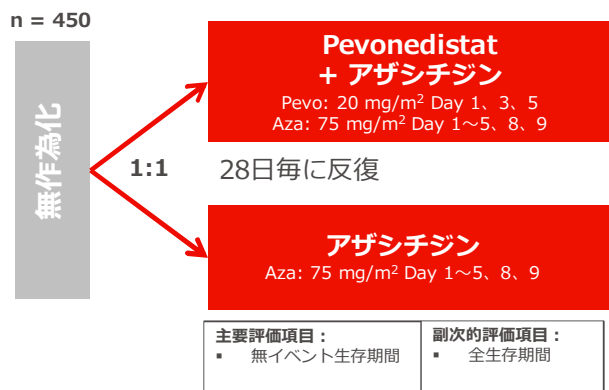 n = 450
無作為化
1:1
Pevonedistat
+ アザシチジン
Pevo: 20 mg/m² Day 1、3、5
Aza: 75 mg/m² Day 1～5、8、9
28日毎に反復
アザシチジン
Aza: 75 mg/m² Day 1～5、8、9
主要評価項目：
▪ 無イベント生存期間
副次的評価項目：
▪ 全生存期間